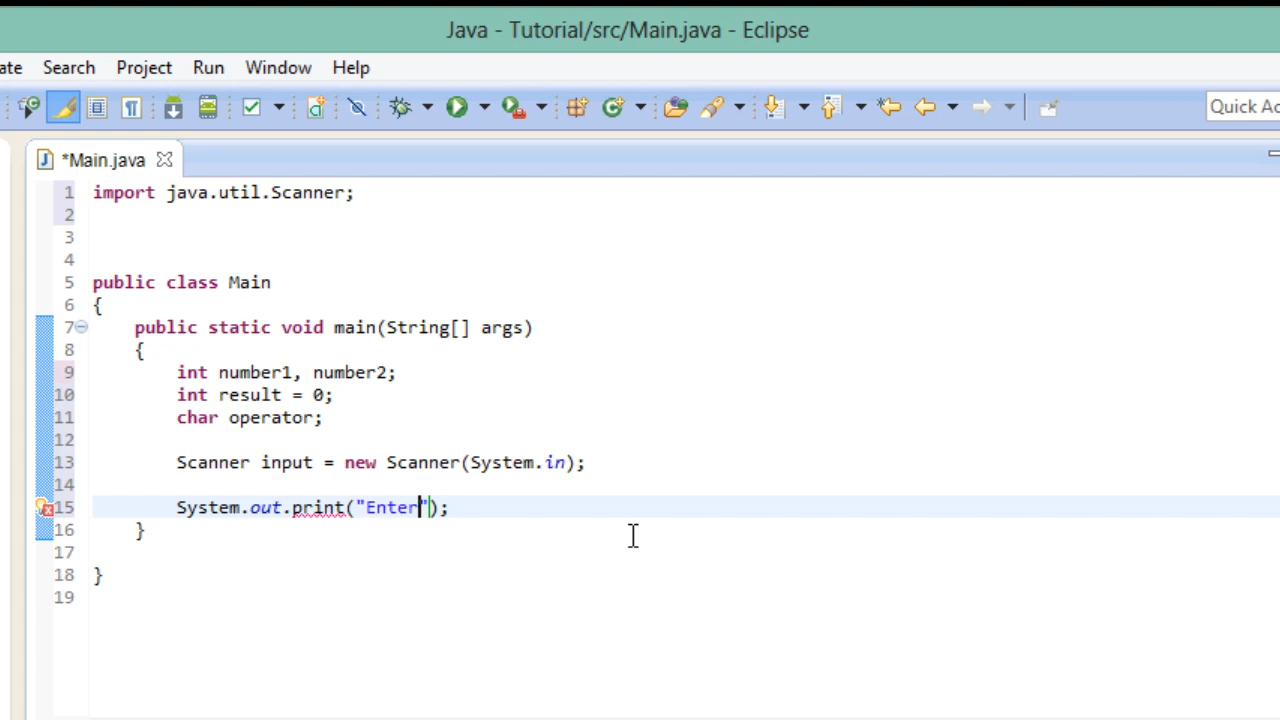 Java - Tutorial/src/Main.java - Eclipse
ate Search Project Run Window Help
Quick Ac
*Main.java
1 import java.util.Scanner;
2
3
4
5 public class Main
6 {
7 public static void main(String[] args)
8 {
9 int number1, number2;
10 int result = 0;
11 char operator;
12
13 Scanner input = new Scanner(System.in);
14
15 System.out.print("Enter");
16 }
17
18 }
19